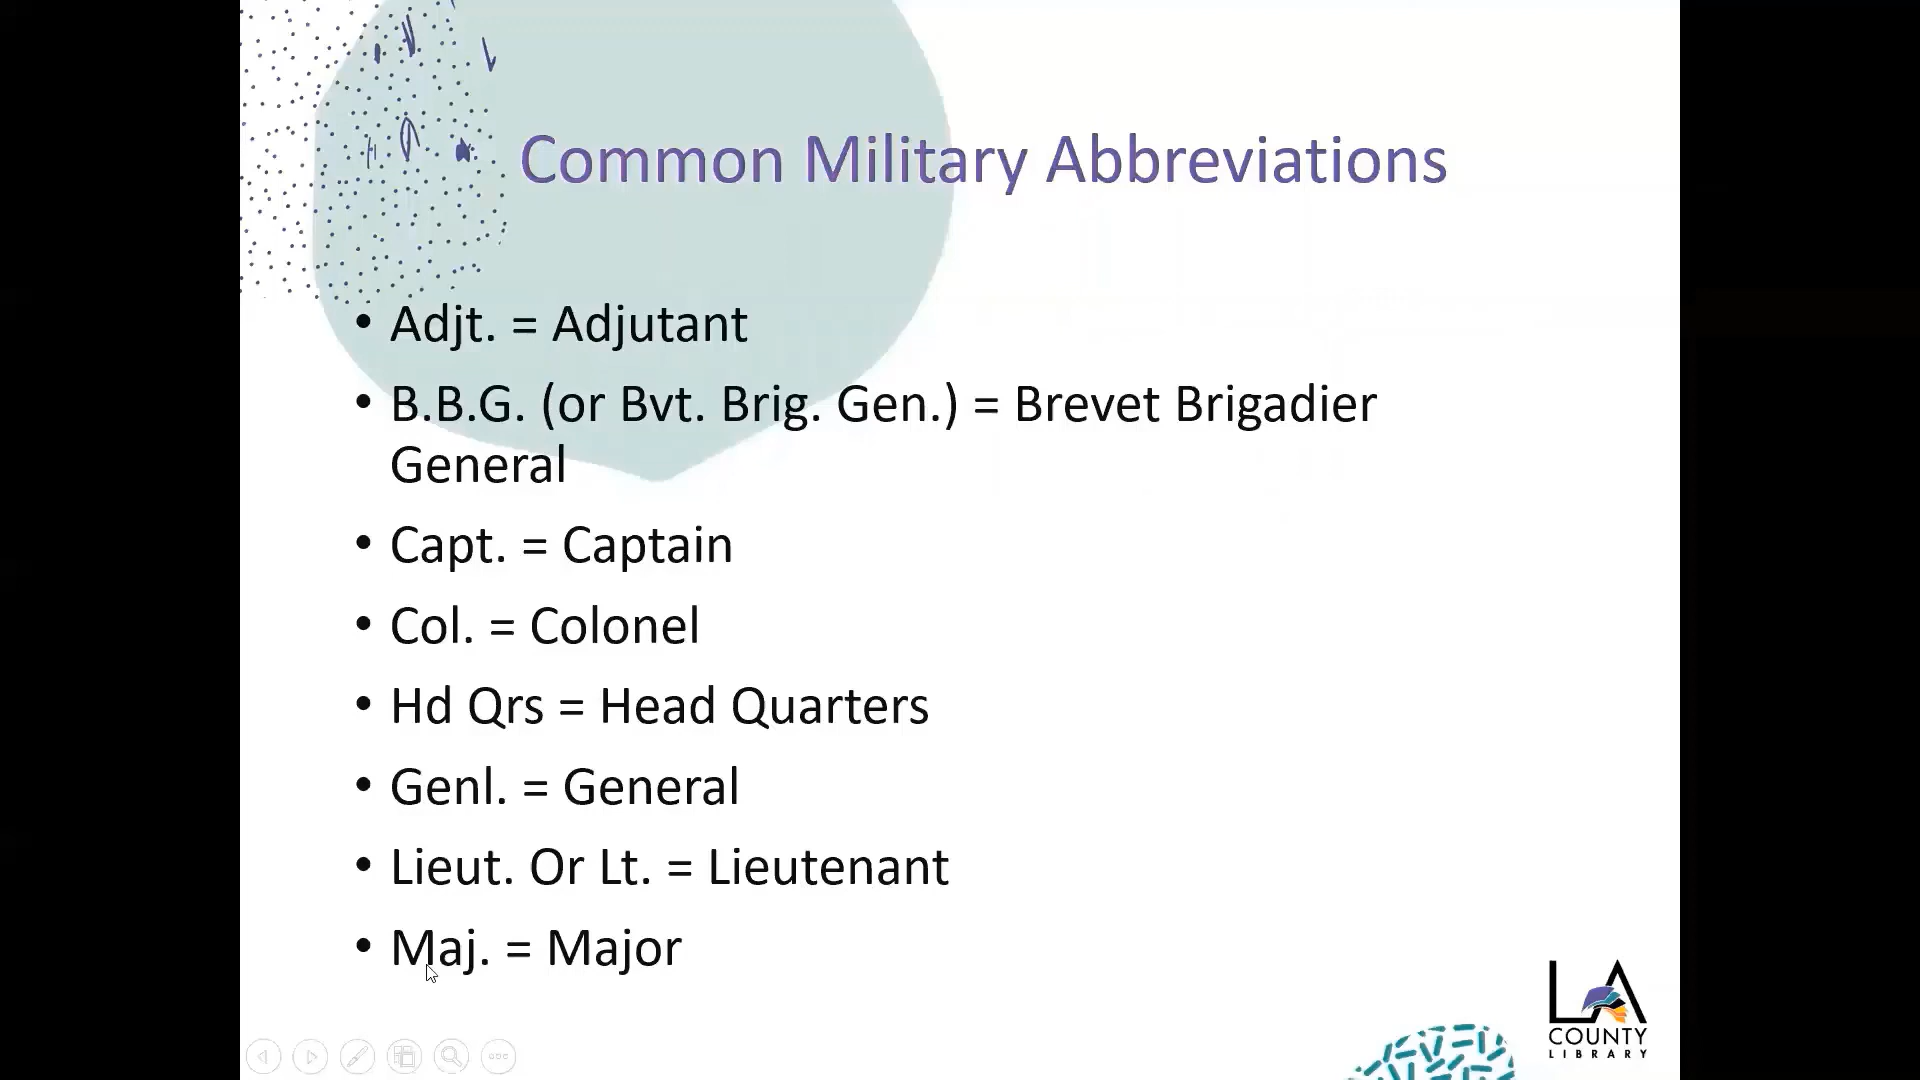 Common Military Abbreviations
• Adjt. = Adjutant
• B.B.G. (or Bvt. Brig. Gen.) = Brevet Brigadier
General
• Capt. = Captain
• Col. = Colonel
• Hd Qrs = Head Quarters
• Genl. = General
• Lieut. Or Lt. = Lieutenant
• Maj. = Major
LA
COUNTY
LIBRARY